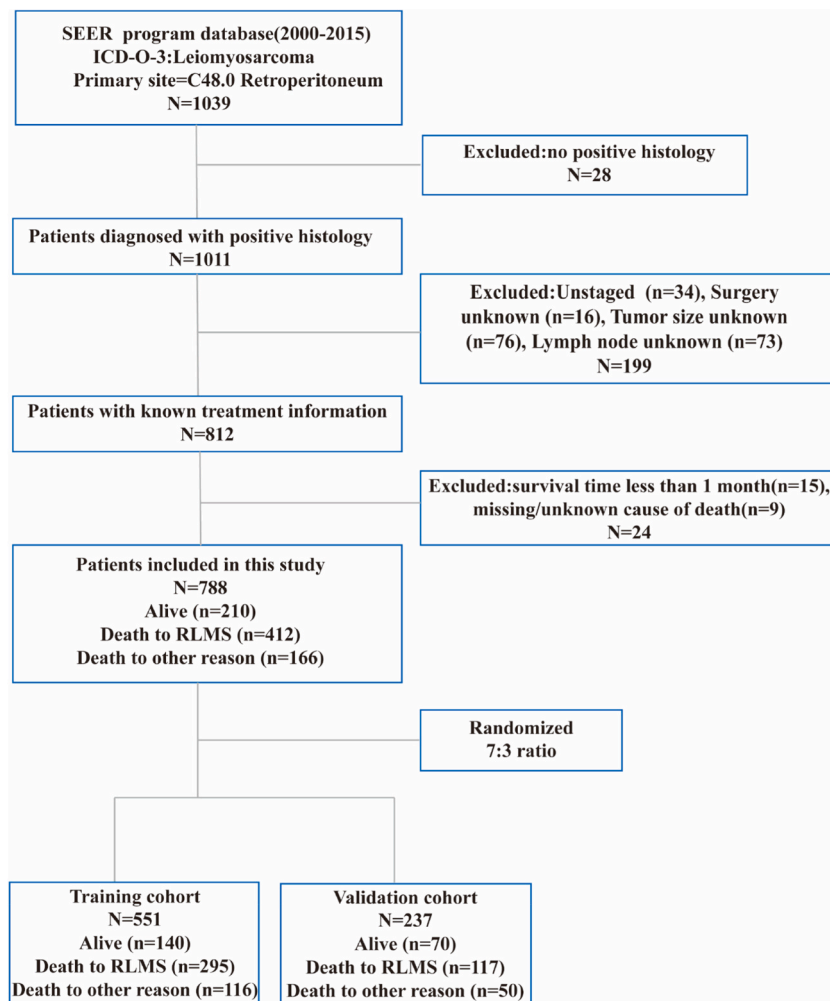 SEER program database(2000-2015)
ICD-O-3:Leiomyosarcoma
Primary site=C48.0 Retroperitoneum
N=1039
Excluded:no positive histology
N=28
Patients diagnosed with positive histology
N=1011
Excluded:Unstaged (n=34), Surgery
unknown (n=16), Tumor size unknown
(n=76), Lymph node unknown (n=73)
N=199
Patients with known treatment information
N=812
Excluded:survival time less than 1 month(n=15),
missing/unknown cause of death(n=9)
N=24
Patients included in this study
N=788
Alive (n=210)
Death to RLMS (n=412)
Death to other reason (n=166)
Randomized
7:3 ratio
Training cohort
N=551
Alive (n=140)
Death to RLMS (n=295)
Death to other reason (n=116)
Validation cohort
N=237
Alive (n=70)
Death to RLMS (n=117)
Death to other reason (n=50)